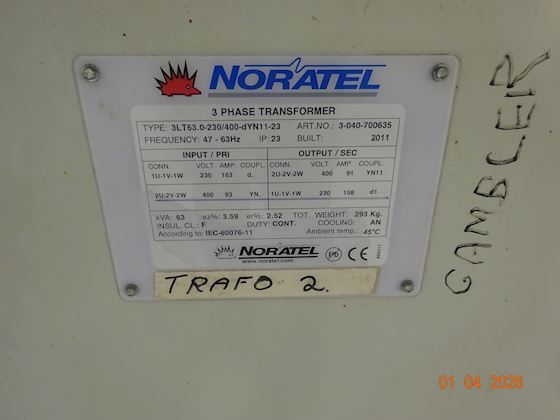 NORATEL
3 PHASE TRANSFORMER
TYPE: 3LT63.0-230/400-dYN11-23 ART.NO.: 3-040-700635
FREQUENCY: 47 - 63Hz IP: 23 BUILT: 2011
INPUT / PRI OUTPUT / SEC
CONN. VOLT AMP. COUPL. CONN. VOLT AMP COUPL
1U-1V-1W 230 163 d, 2U-2V-2W 400 91 YN11
2U-2V-2W 400 93 YN, 1U-1V-1W 230 158 d1
kVA: 63 ez%: 3.59 er%: 2.52 TOT. WEIGHT: 293 Kg.
INSUL. CL.: F DUTY: CONT. COOLING: AN
According to: IEC-60076-11 Ambient temp.: 45°C
NORATEL
www.noratel.com
CE
TRAFO 2.
GAMBLER
01 04 2026